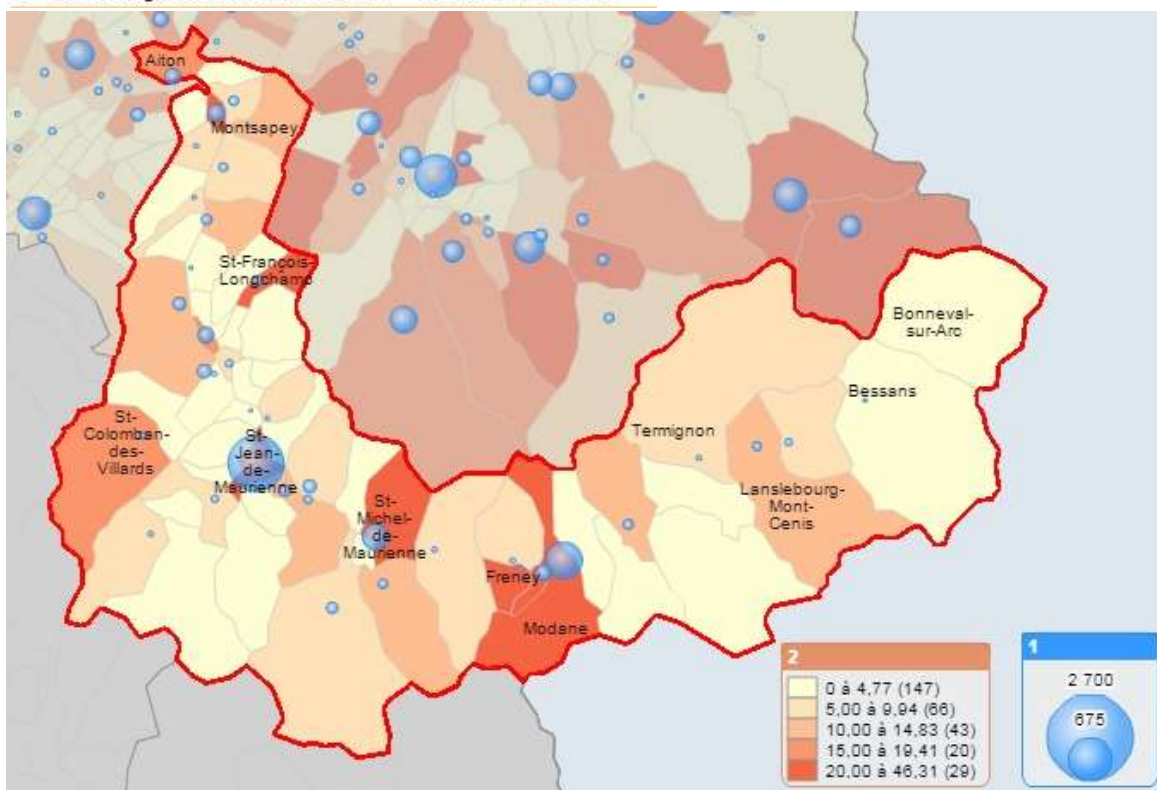 Aiton
Montsapey
St-François-
Longchamp
Bonneval-
sur-Arc
Bessans
St-
Colomban-
des-
Villards
St-
Jean-
de-
Maurienne
Termignon
Lanslebourg-
Mont-
Cenis
St-
Michel-
de-
Maurienne
Freney
Modane
2
0 à 4,77 (147)
5,00 à 9,94 (66)
10,00 à 14,83 (43)
15,00 à 19,41 (20)
20,00 à 46,31 (29)
1
2 700
675